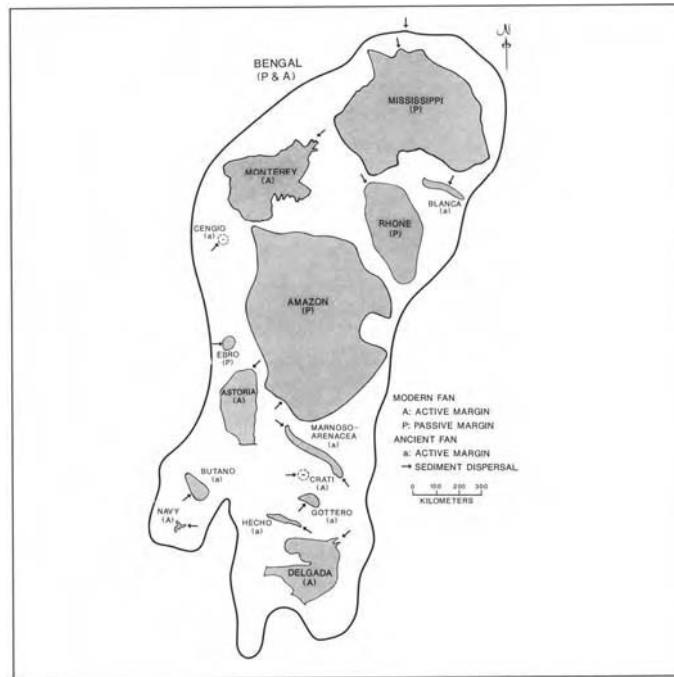 N
BENGAL
(P & A)
MISSISSIPPI
(P)
MONTEREY
(A)
BLANCA
(a)
RHONE
(P)
CENGIO
(a)
AMAZON
(P)
EBRO
(P)
ASTORIA
(A)
MODERN FAN
A: ACTIVE MARGIN
P: PASSIVE MARGIN
ANCIENT FAN
a: ACTIVE MARGIN
→ SEDIMENT DISPERSAL
0 100 200 300
KILOMETERS
MARNOSO-
ARENACEA
(a)
BUTANO
(a)
CRATI
(A)
NAVY
(A)
GOTTERO
(a)
HECHO
(a)
DELGADA
(A)